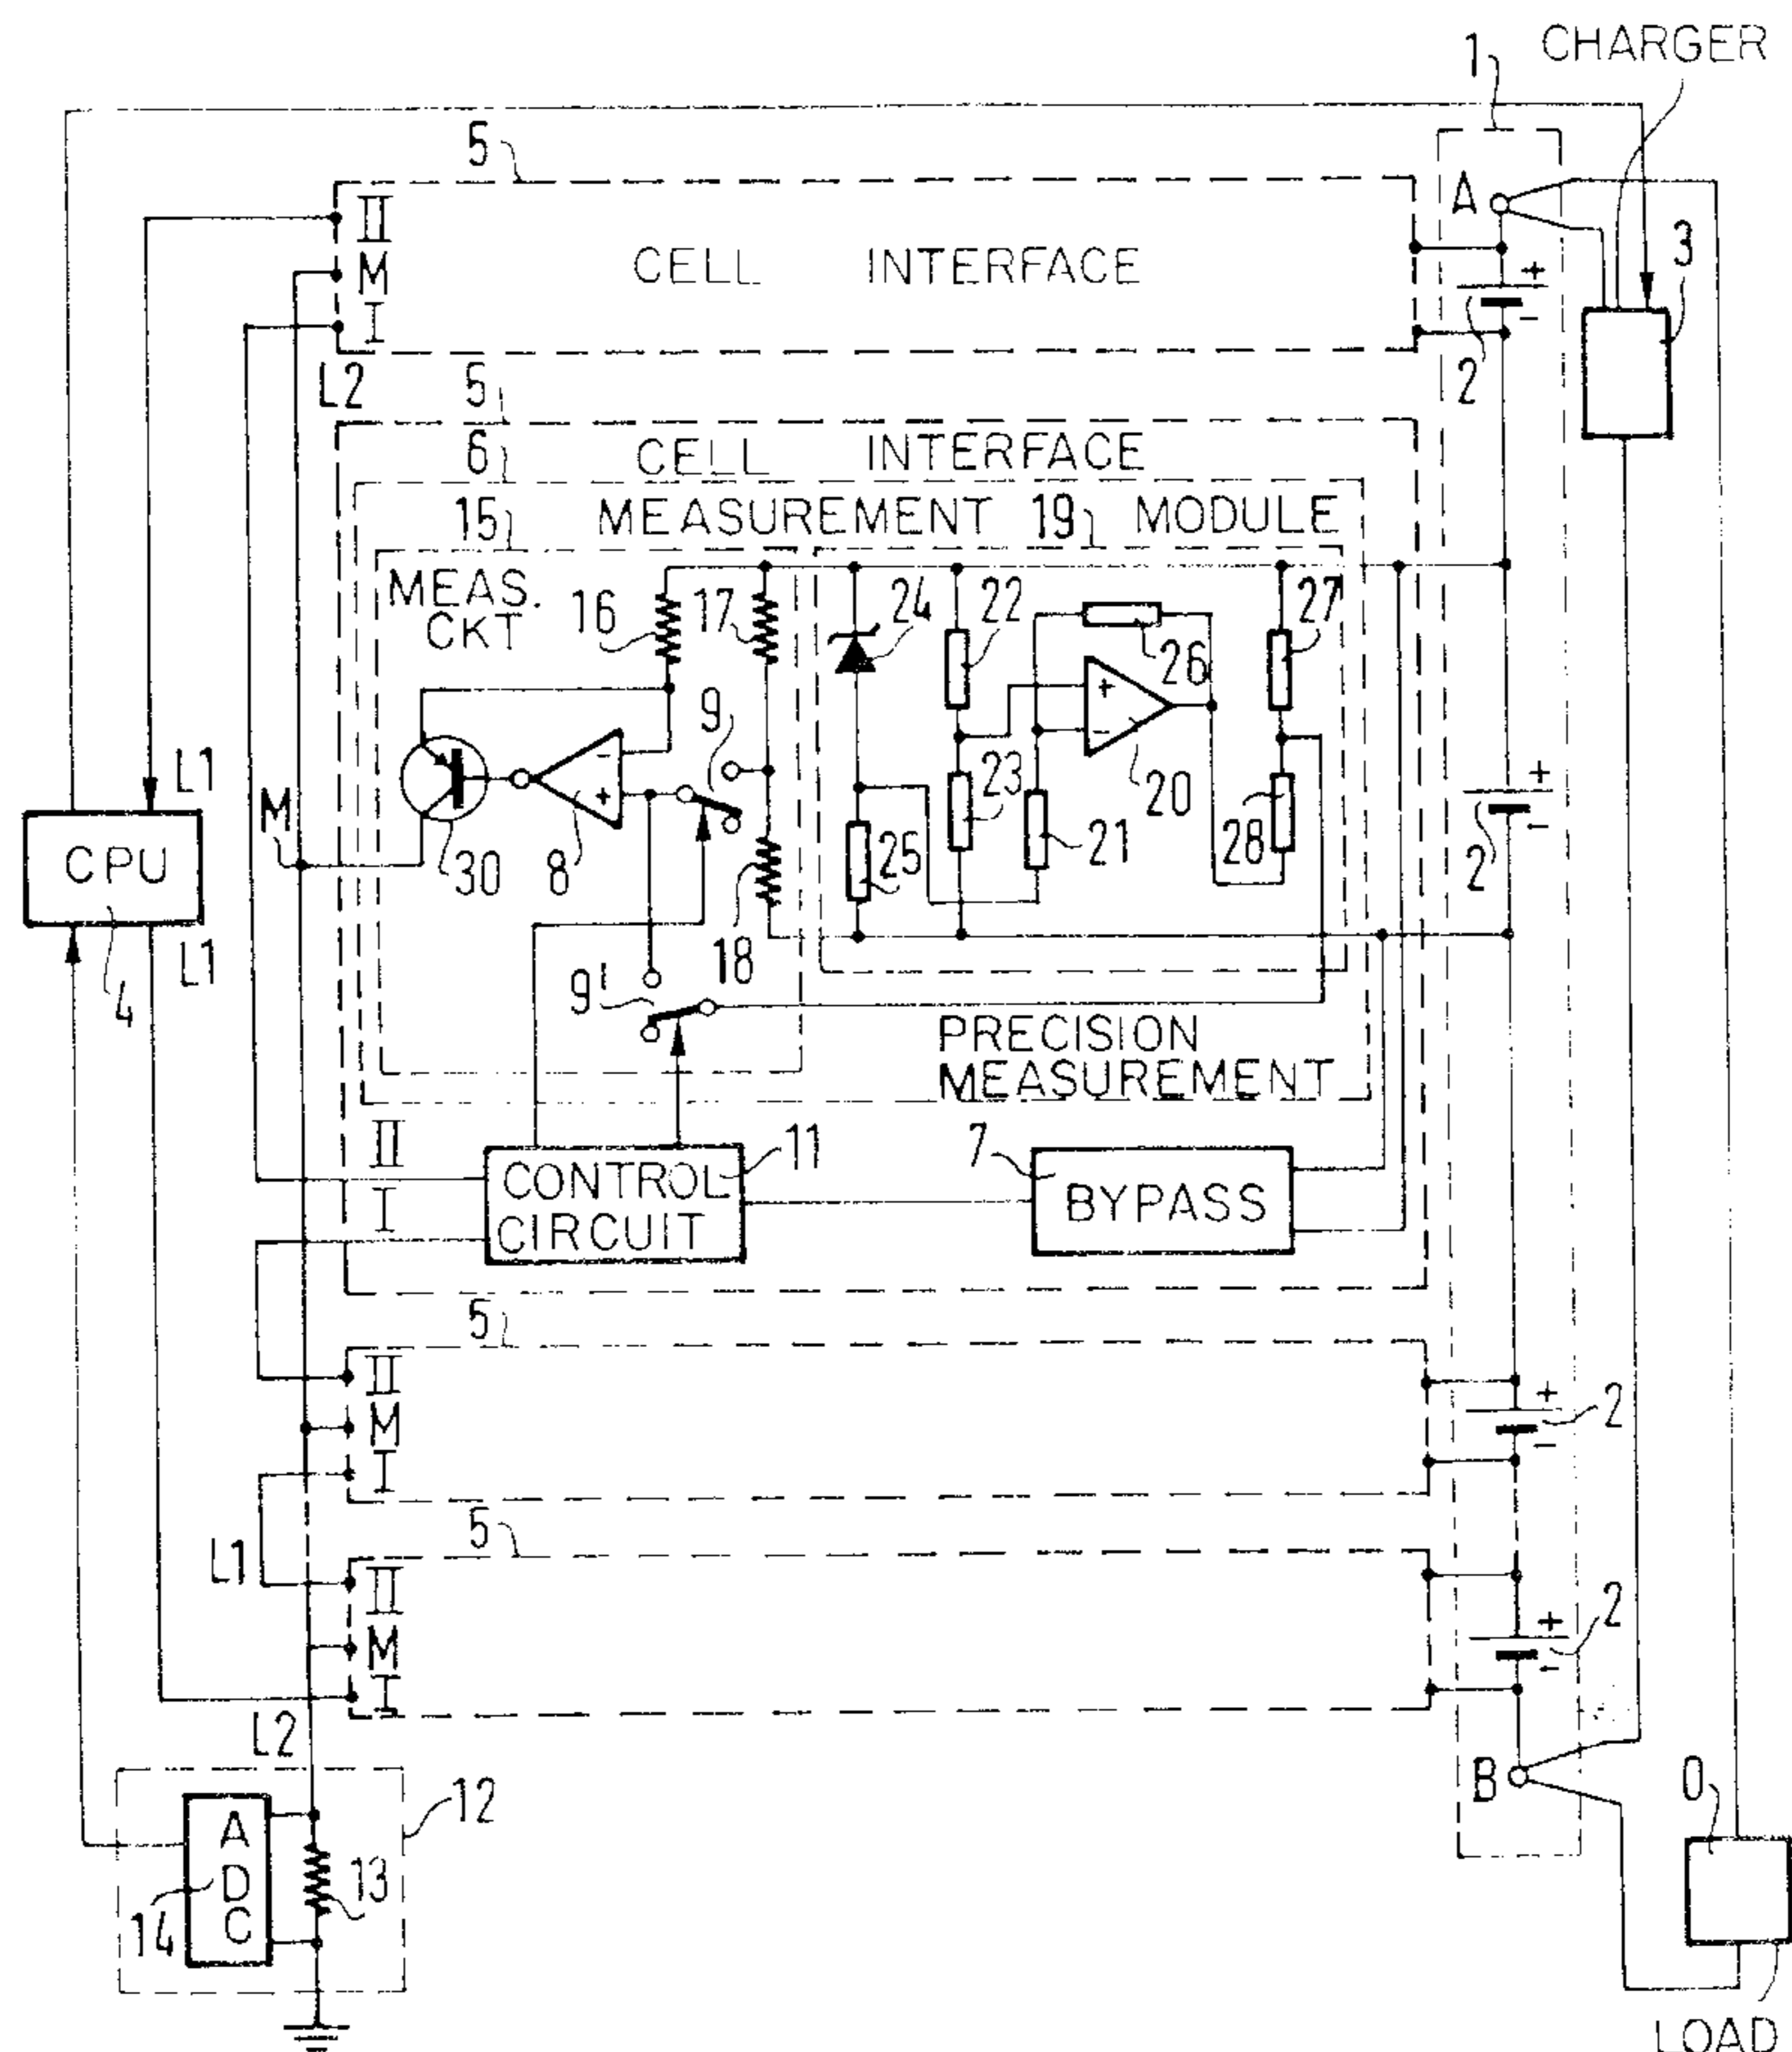 CHARGER
1
5
A
II
M
I
CELL INTERFACE
+
-
2
3
L2
5
6
CELL INTERFACE
15
MEASUREMENT MODULE
19
MEAS.
CKT
16
17
24
22
26
27
+
-
20
9
-
+
8
30
23
21
25
28
18
+
-
2
L1
M
CPU
4
L1
9'
PRECISION
MEASUREMENT
II
I
CONTROL
CIRCUIT
11
7
BYPASS
5
II
M
I
+
-
2
5
L1
II
M
I
+
-
2
L2
B
0
12
A
D
C
13
14
LOAD